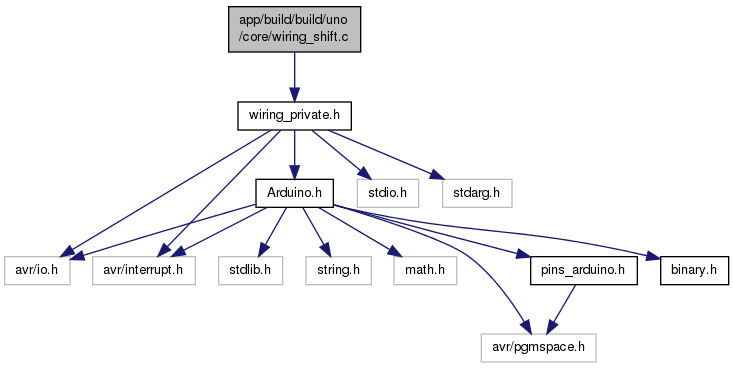 app/build/build/uno
/core/wiring_shift.c
wiring_private.h
Arduino.h
stdio.h
stdarg.h
avr/io.h
avr/interrupt.h
stdlib.h
string.h
math.h
pins_arduino.h
binary.h
avr/pgmspace.h